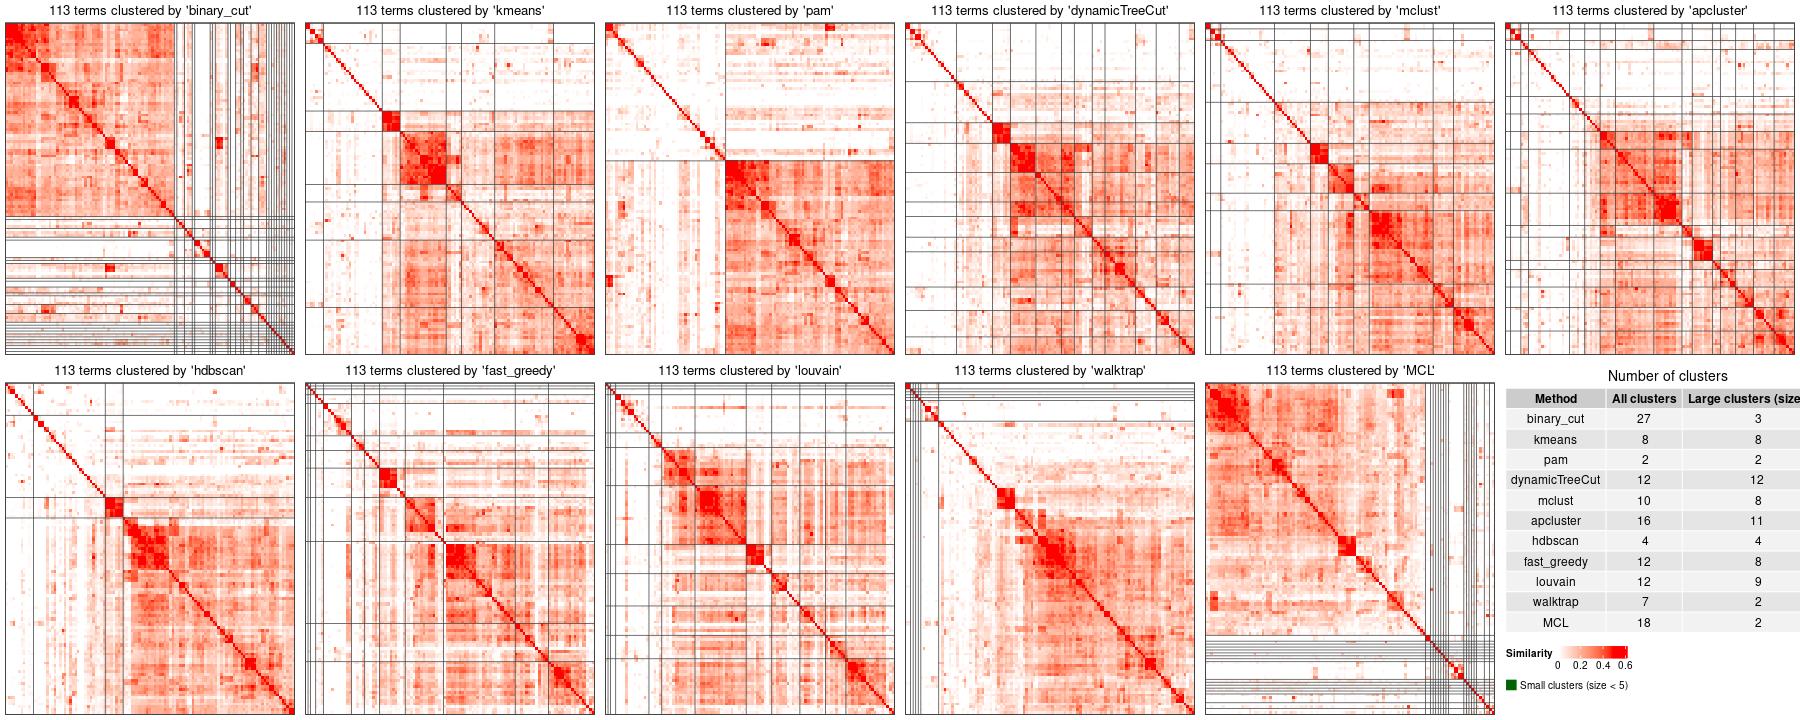 113 terms clustered by 'binary_cut'
113 terms clustered by 'kmeans'
113 terms clustered by 'pam'
113 terms clustered by 'dynamicTreeCut'
113 terms clustered by 'mclust'
113 terms clustered by 'apcluster'
113 terms clustered by 'hdbscan'
113 terms clustered by 'fast_greedy'
113 terms clustered by 'louvain'
113 terms clustered by 'walktrap'
113 terms clustered by 'MCL'
Number of clusters
Method All clusters Large clusters (size
binary_cut 27 3
kmeans 8 8
pam 2 2
dynamicTreeCut 12 12
mclust 10 8
apcluster 16 11
hdbscan 4 4
fast_greedy 12 8
louvain 12 9
walktrap 7 2
MCL 18 2
Similarity
0 0.2 0.4 0.6
Small clusters (size < 5)